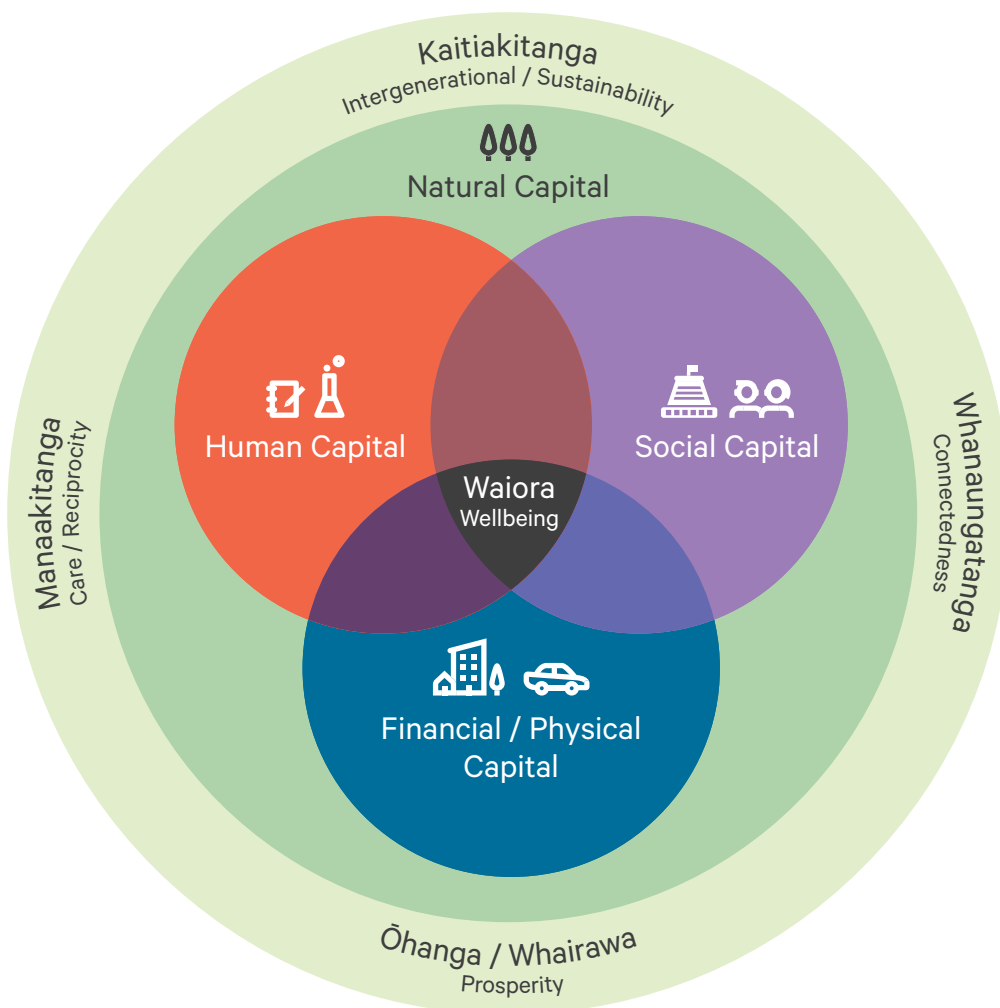 Kaitiakitanga
Intergenerational / Sustainability
Natural Capital
Human Capital
Social Capital
Waiora
Wellbeing
Manaakitanga
Care / Reciprocity
Whanaungatanga
Connectedness
Financial / Physical
Capital
Ōhanga / Whairawa
Prosperity